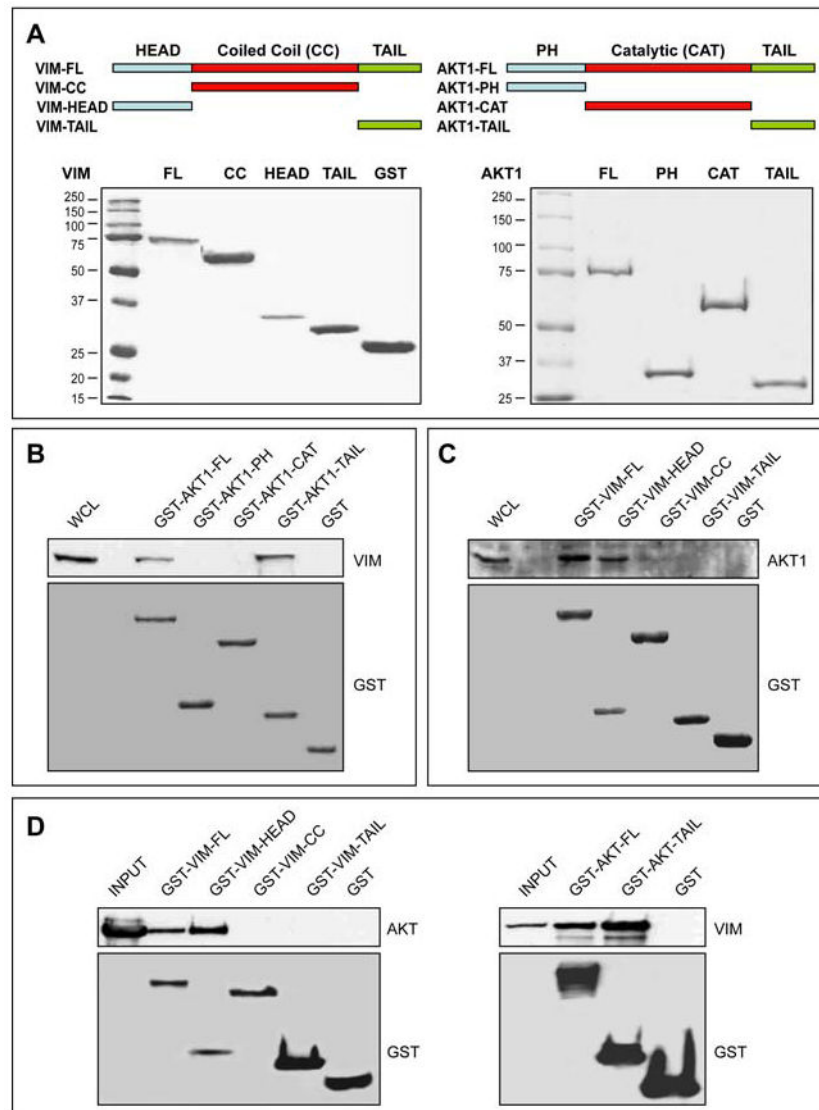 A
HEAD Coiled Coil (CC) TAIL
VIM-FL
VIM-CC
VIM-HEAD
VIM-TAIL
PH Catalytic (CAT) TAIL
AKT1-FL
AKT1-PH
AKT1-CAT
AKT1-TAIL
VIM FL CC HEAD TAIL GST
250
150
100
75
50
37
25
20
15
AKT1 FL PH CAT TAIL
250
150
100
75
50
37
25
B
WCL GST-AKT1-FL GST-AKT1-PH GST-AKT1-CAT GST-AKT1-TAIL GST
VIM
GST
C
WCL GST-VIM-FL GST-VIM-HEAD GST-VIM-CC GST-VIM-TAIL GST
AKT1
GST
D
INPUT GST-VIM-FL GST-VIM-HEAD GST-VIM-CC GST-VIM-TAIL GST
AKT
GST
INPUT GST-AKT-FL GST-AKT-TAIL GST
VIM
GST